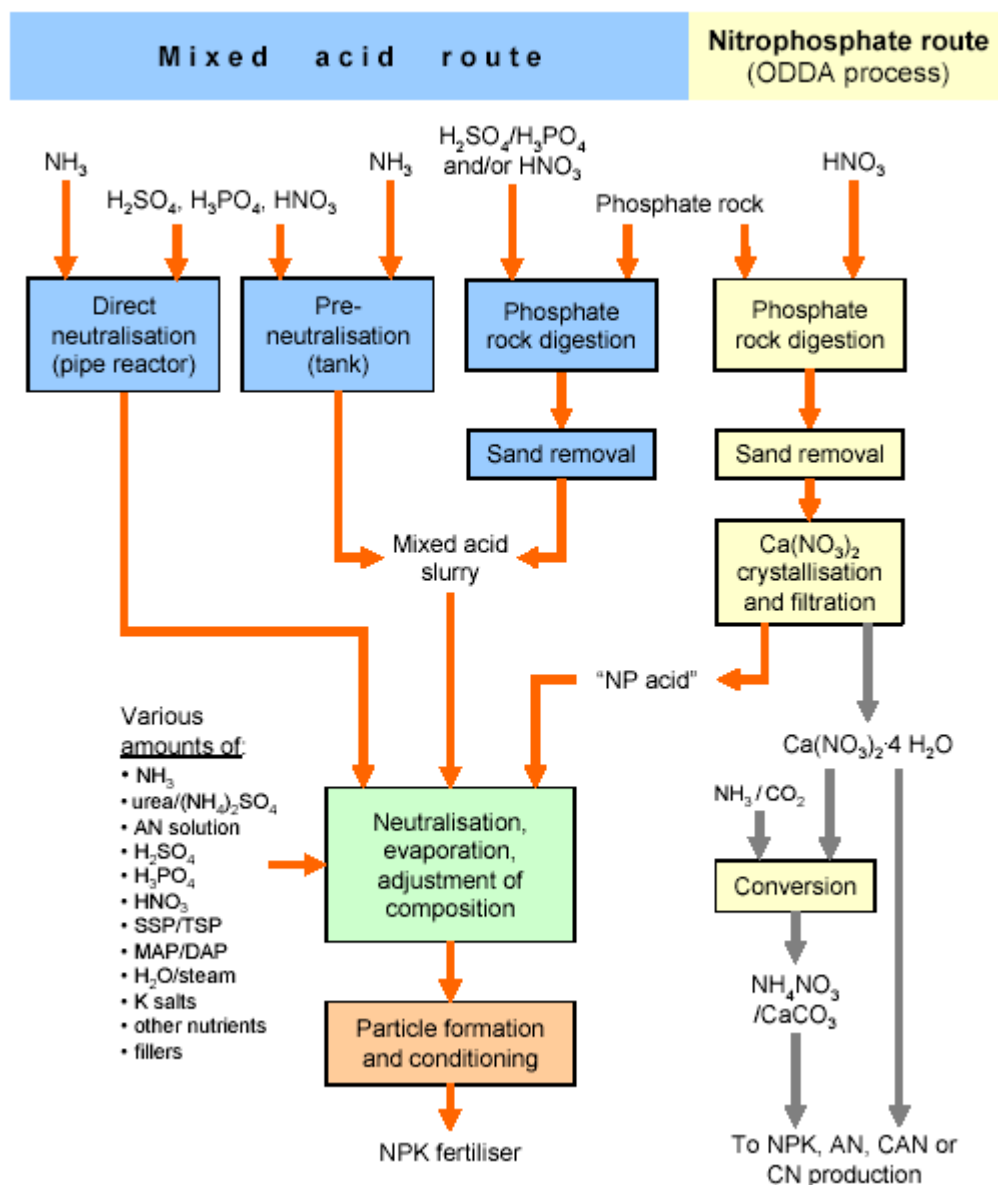 Mixed acid route
Nitrophosphate route
(ODDA process)
NH₃
H₂SO₄, H₃PO₄, HNO₃
NH₃
H₂SO₄/H₃PO₄
and/or HNO₃
Phosphate rock
HNO₃
Direct
neutralisation
(pipe reactor)
Pre-
neutralisation
(tank)
Phosphate
rock digestion
Phosphate
rock digestion
Sand removal
Sand removal
Mixed acid
slurry
Ca(NO₃)₂
crystallisation
and filtration
"NP acid"
Various
amounts of:
• NH₃
• urea/(NH₄)₂SO₄
• AN solution
• H₂SO₄
• H₃PO₄
• HNO₃
• SSP/TSP
• MAP/DAP
• H₂O/steam
• K salts
• other nutrients
• fillers
Neutralisation,
evaporation,
adjustment of
composition
Particle formation
and conditioning
NPK fertiliser
Ca(NO₃)₂·4 H₂O
NH₃/CO₂
Conversion
NH₄NO₃
/CaCO₃
To NPK, AN, CAN or
CN production